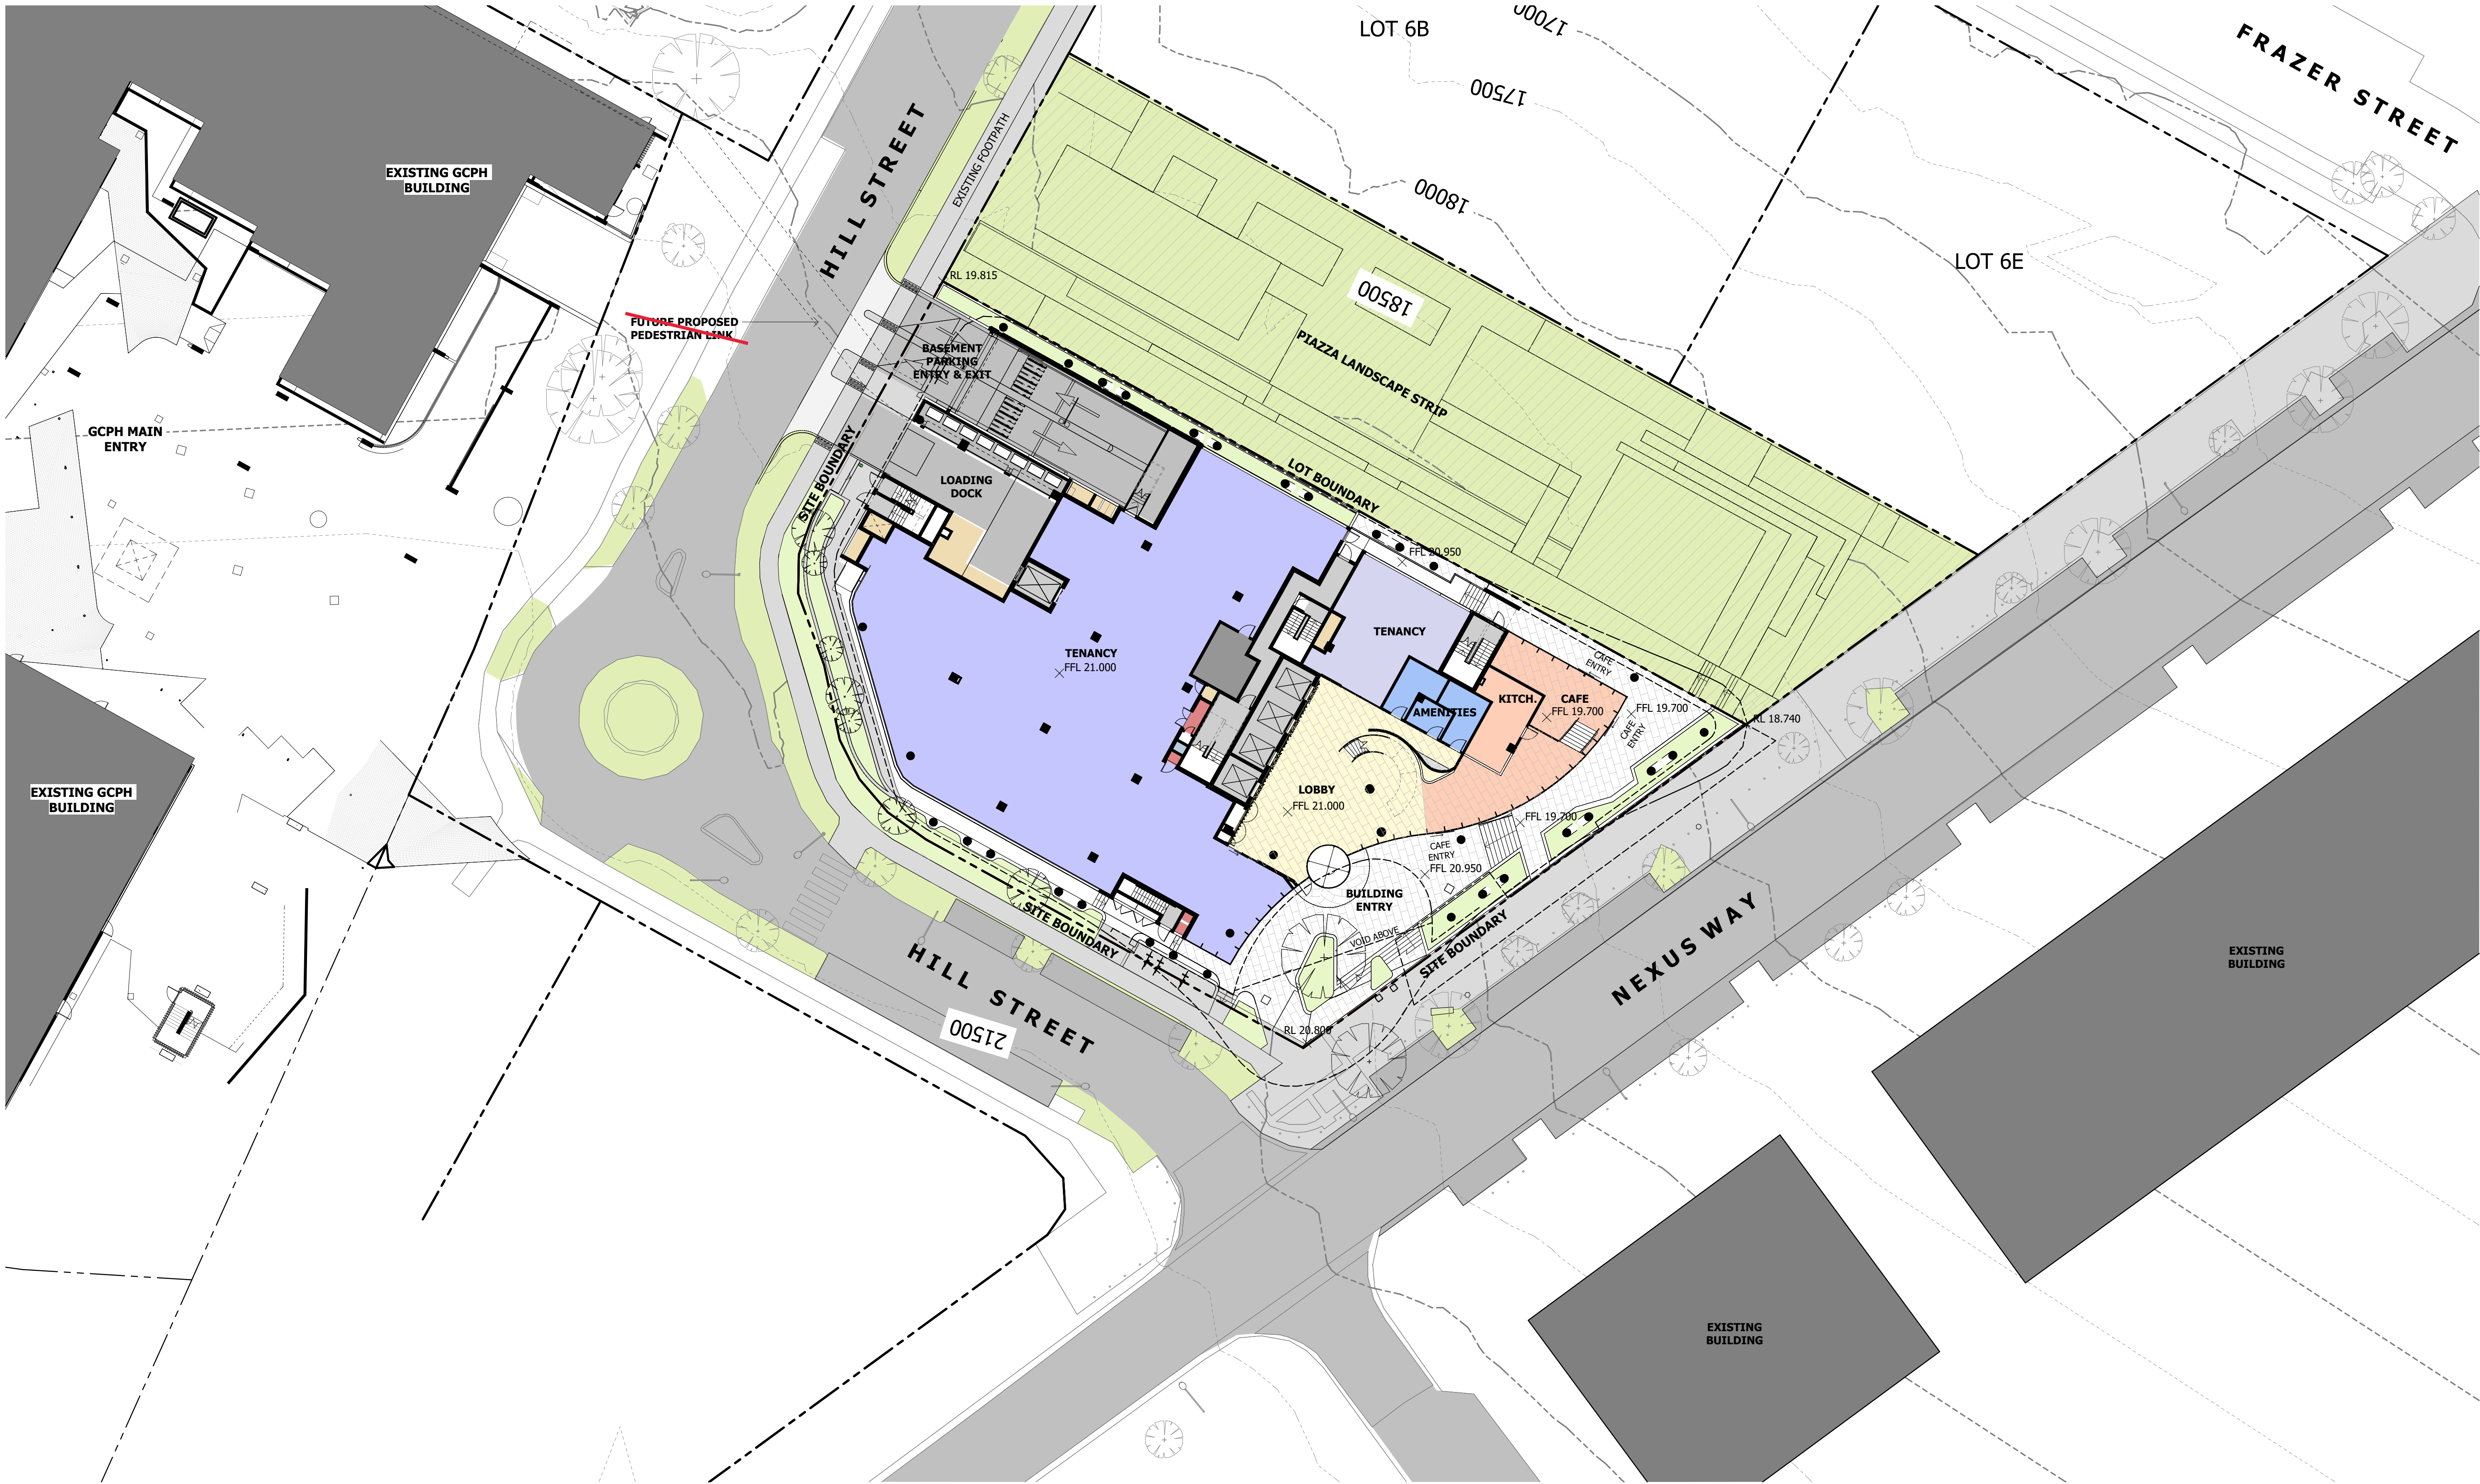 LOT 6B
17000
FRAZER STREET
17500
HILL STREET
EXISTING FOOTPATH
EXISTING GCPH
BUILDING
18000
LOT 6E
RL 19.815
18500
FUTURE PROPOSED
PEDESTRIAN LINK
BASEMENT
PARKING
ENTRY & EXIT
PIAZZA LANDSCAPE STRIP
GCPH MAIN
ENTRY
SITE BOUNDARY
LOADING
DOCK
LOT BOUNDARY
FFL 20.950
TENANCY
TENANCY
FFL 21.000
CAFE
ENTRY
KITCH.
CAFE
FFL 19.700
FFL 19.700
AMENITIES
CAFE
ENTRY
RL 18.740
EXISTING GCPH
BUILDING
LOBBY
FFL 21.000
FFL 19.700
CAFE
ENTRY
FFL 20.950
BUILDING
ENTRY
SITE BOUNDARY
VOID ABOVE
SITE BOUNDARY
NEXUS WAY
EXISTING
BUILDING
HILL STREET
21500
RL 20.800
EXISTING
BUILDING